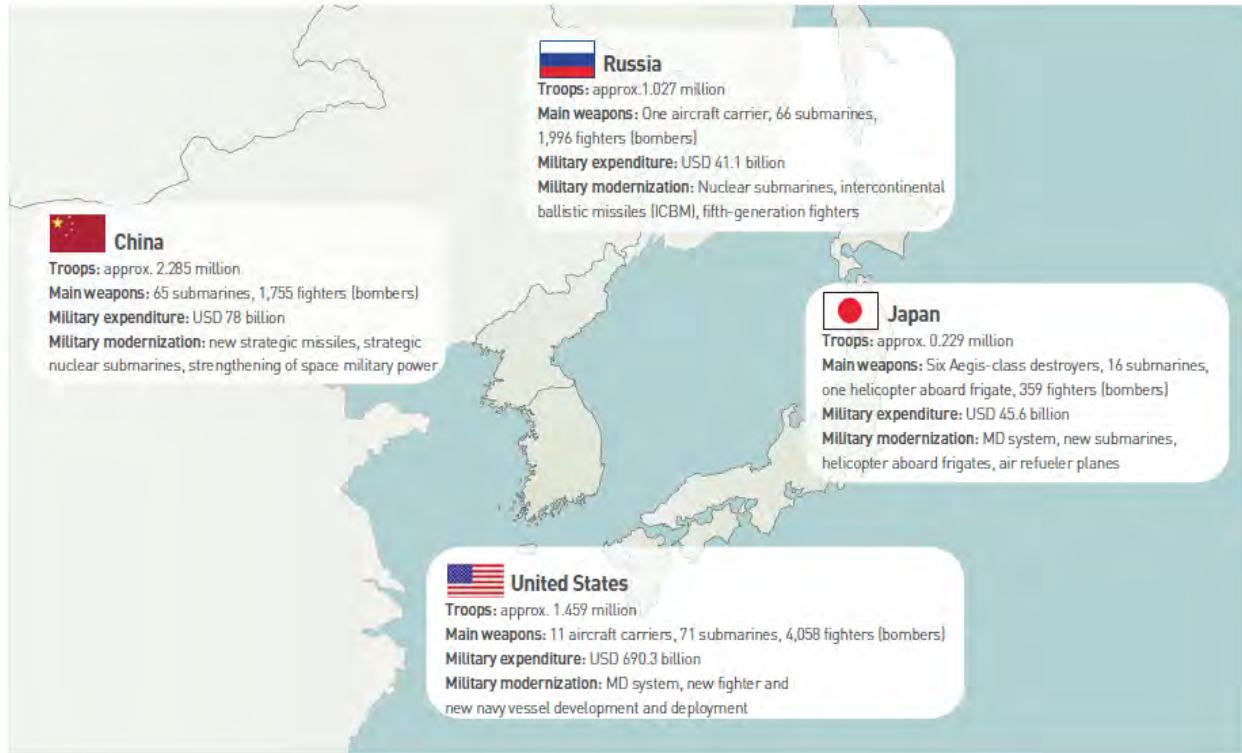 Russia
Troops: approx.1.027 million
Main weapons: One aircraft carrier, 66 submarines,
1,996 fighters (bombers)
Military expenditure: USD 41.1 billion
Military modernization: Nuclear submarines, intercontinental
ballistic missiles (ICBM), fifth-generation fighters
China
Troops: approx. 2.285 million
Main weapons: 65 submarines, 1,755 fighters (bombers)
Military expenditure: USD 78 billion
Military modernization: new strategic missiles, strategic
nuclear submarines, strengthening of space military power
Japan
Troops: approx. 0.229 million
Main weapons: Six Aegis-class destroyers, 16 submarines,
one helicopter aboard frigate, 359 fighters (bombers)
Military expenditure: USD 45.6 billion
Military modernization: MD system, new submarines,
helicopter aboard frigates, air refueler planes
United States
Troops: approx. 1.459 million
Main weapons: 11 aircraft carriers, 71 submarines, 4,058 fighters (bombers)
Military expenditure: USD 690.3 billion
Military modernization: MD system, new fighter and
new navy vessel development and deployment